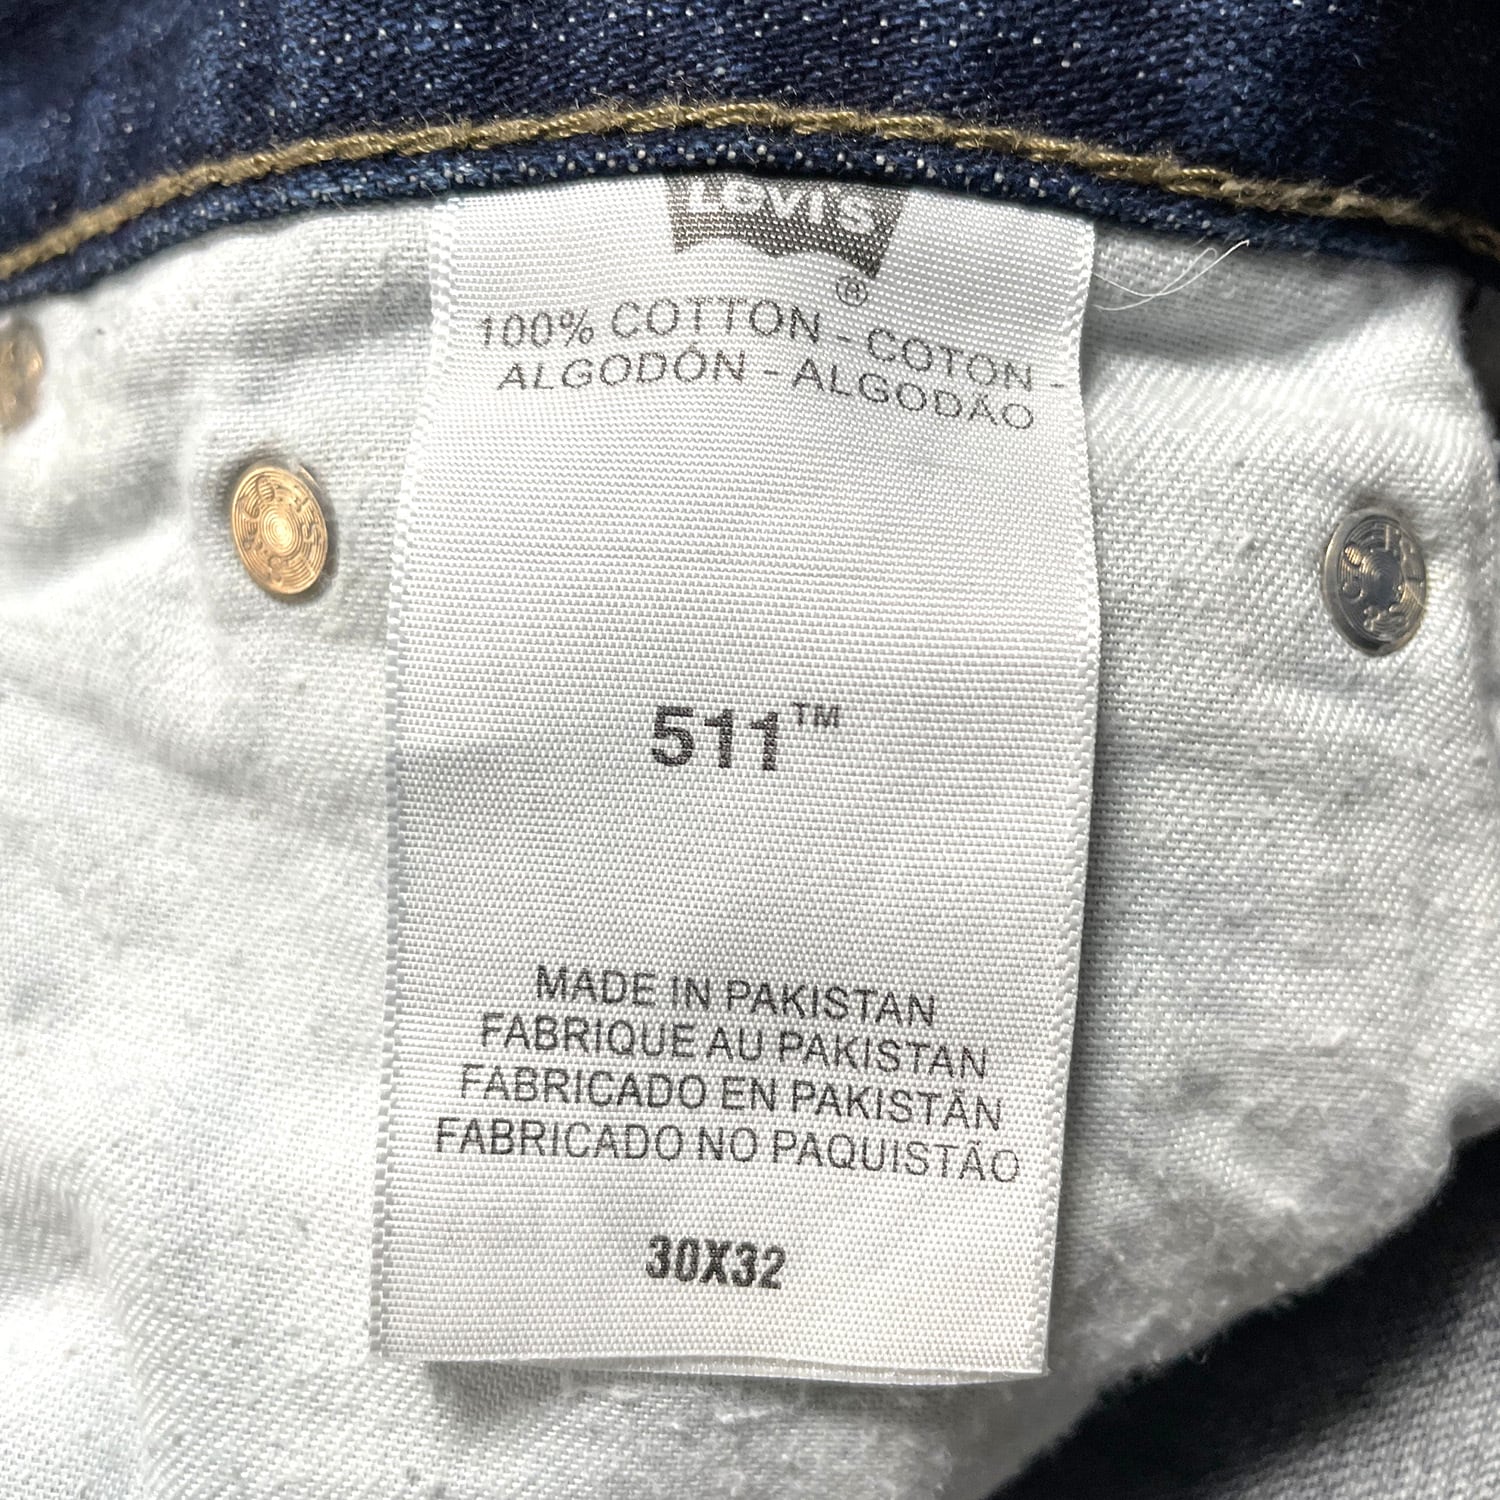 Levi's
®
100% COTTON - COTON -
ALGODÓN - ALGODÃO
511™
MADE IN PAKISTAN
FABRIQUE AU PAKISTAN
FABRICADO EN PAKISTÃN
FABRICADO NO PAQUISTÃO
30X32